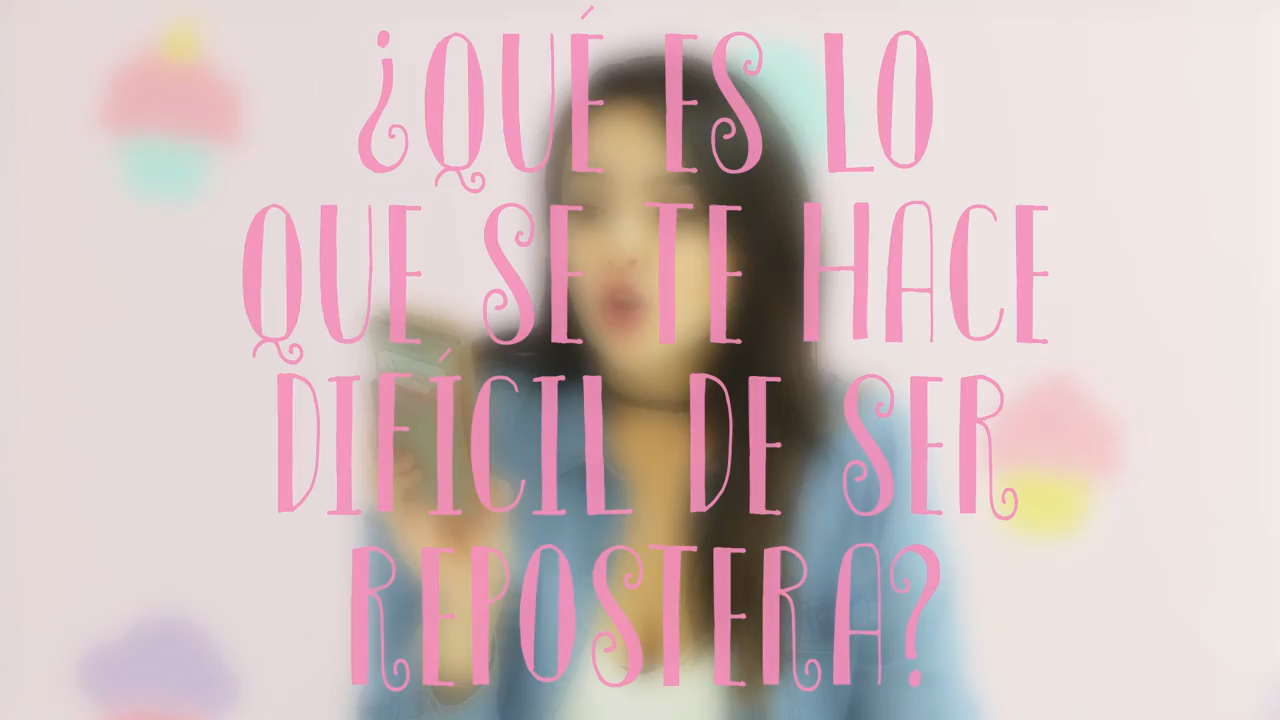 ¿QUÉ ES LO
QUE SE TE HACE
DIFÍCIL DE SER
REPOSTERA?